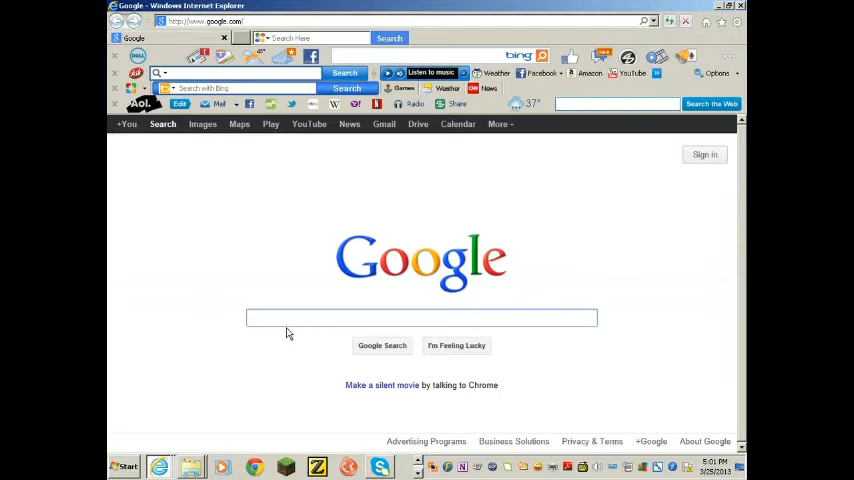 Google - Windows Internet Explorer
http://www.google.com/
Google
Search Here Search
DELL bing
Ask Search Listen to music Weather Facebook Amazon YouTube » Options
Search with Bing Search Games Weather CNN News
Aol. Edit Mail Radio Share 37° Search the Web
+You Search Images Maps Play YouTube News Gmail Drive Calendar More
Sign in
Google
Google Search I'm Feeling Lucky
Make a silent movie by talking to Chrome
Advertising Programs Business Solutions Privacy & Terms +Google About Google
Start 5:01 PM
3/25/2013